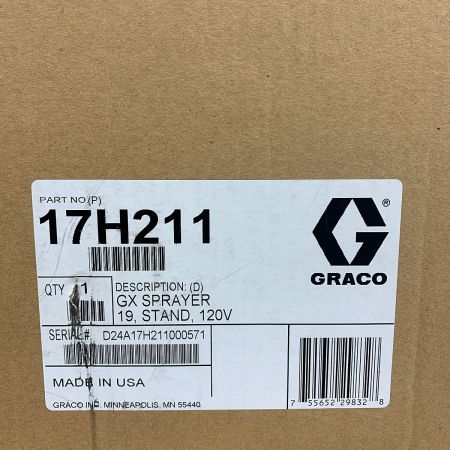 PART NO.(P)
17H211
GRACO
QTY 1
DESCRIPTION: (D)
GX SPRAYER
19, STAND, 120V
SERIAL# D24A17H211000571
MADE IN USA
GRACO INC. MINNEAPOLIS, MN 55440
7 55652 29832 8